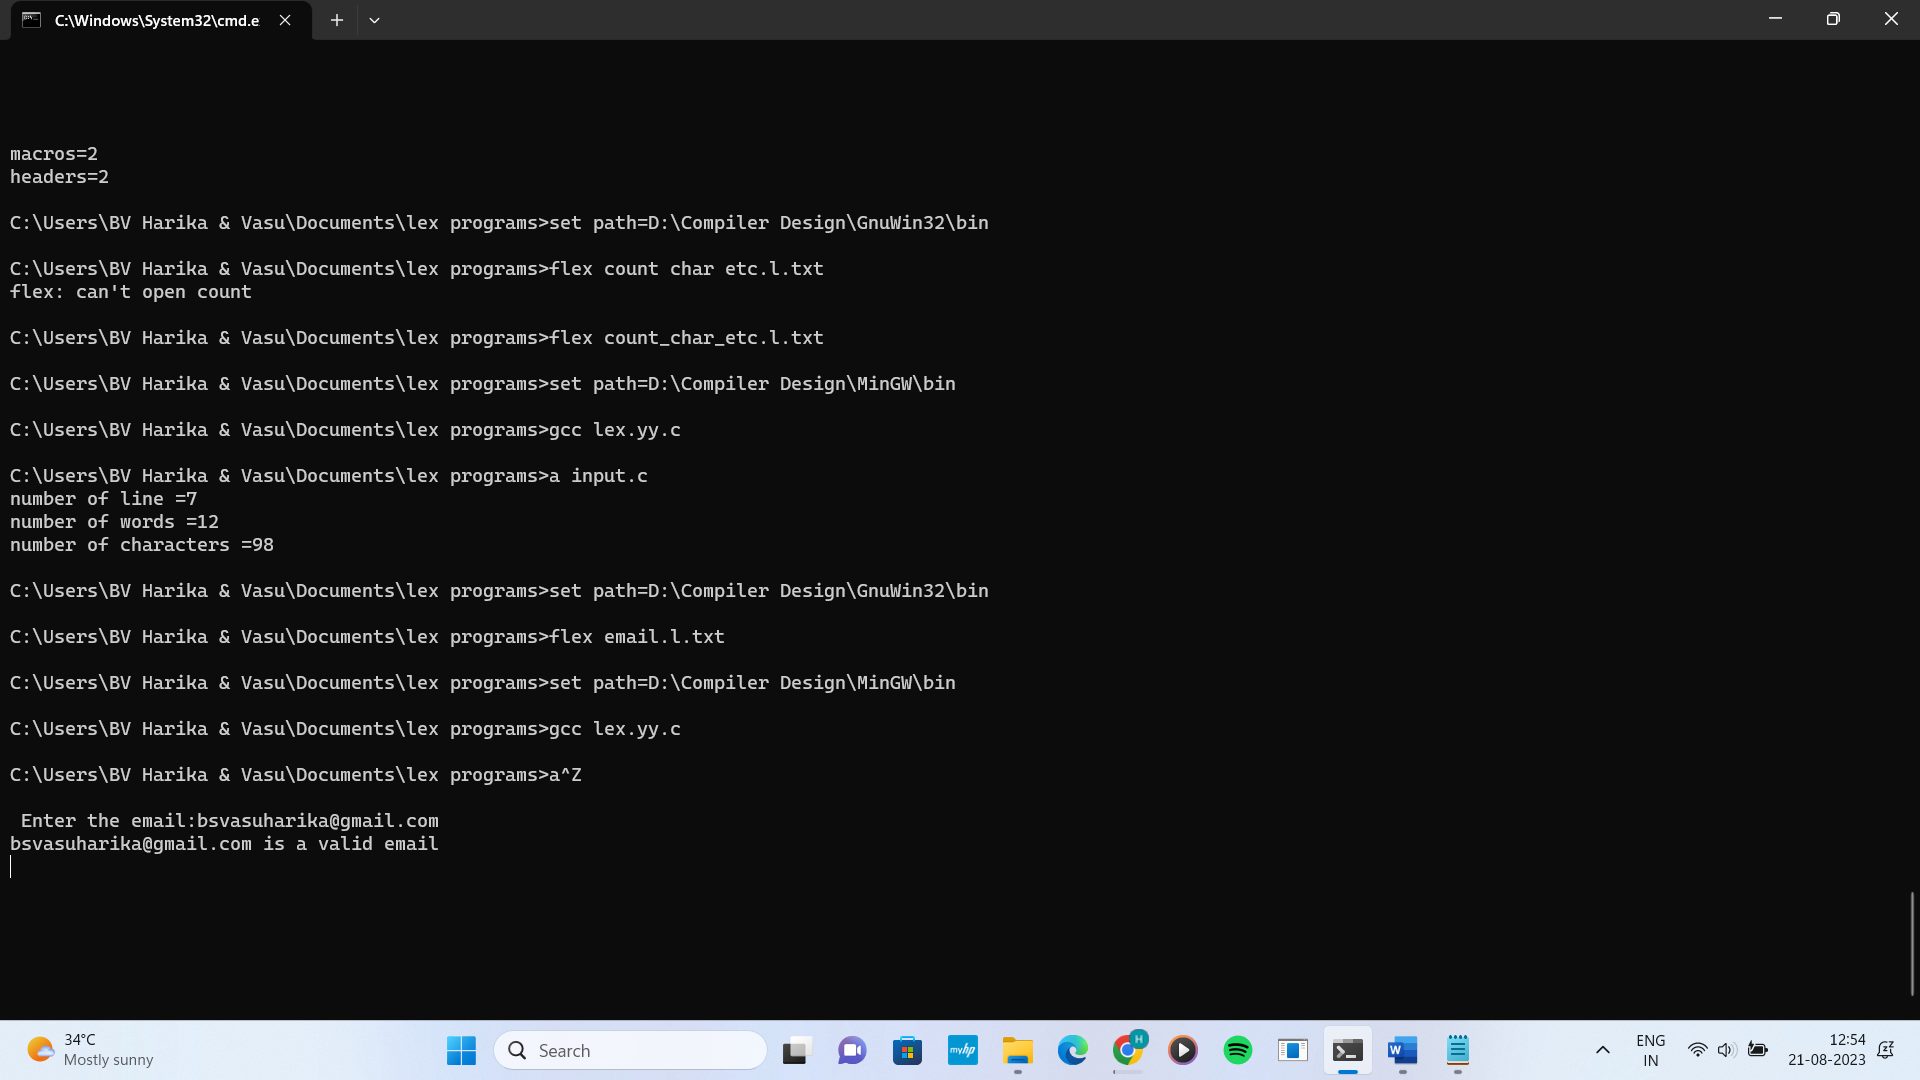 C:\Windows\System32\cmd.e
macros=2
headers=2
C:\Users\BV Harika & Vasu\Documents\lex programs>set path=D:\Compiler Design\GnuWin32\bin
C:\Users\BV Harika & Vasu\Documents\lex programs>flex count char etc.l.txt
flex: can't open count
C:\Users\BV Harika & Vasu\Documents\lex programs>flex count_char_etc.l.txt
C:\Users\BV Harika & Vasu\Documents\lex programs>set path=D:\Compiler Design\MinGW\bin
C:\Users\BV Harika & Vasu\Documents\lex programs>gcc lex.yy.c
C:\Users\BV Harika & Vasu\Documents\lex programs>a input.c
number of line =7
number of words =12
number of characters =98
C:\Users\BV Harika & Vasu\Documents\lex programs>set path=D:\Compiler Design\GnuWin32\bin
C:\Users\BV Harika & Vasu\Documents\lex programs>flex email.l.txt
C:\Users\BV Harika & Vasu\Documents\lex programs>set path=D:\Compiler Design\MinGW\bin
C:\Users\BV Harika & Vasu\Documents\lex programs>gcc lex.yy.c
C:\Users\BV Harika & Vasu\Documents\lex programs>a^Z
Enter the email:bsvasuharika@gmail.com
bsvasuharika@gmail.com is a valid email
34°C
Mostly sunny
Search
myhp
H
W
ENG
IN
12:54
21-08-2023